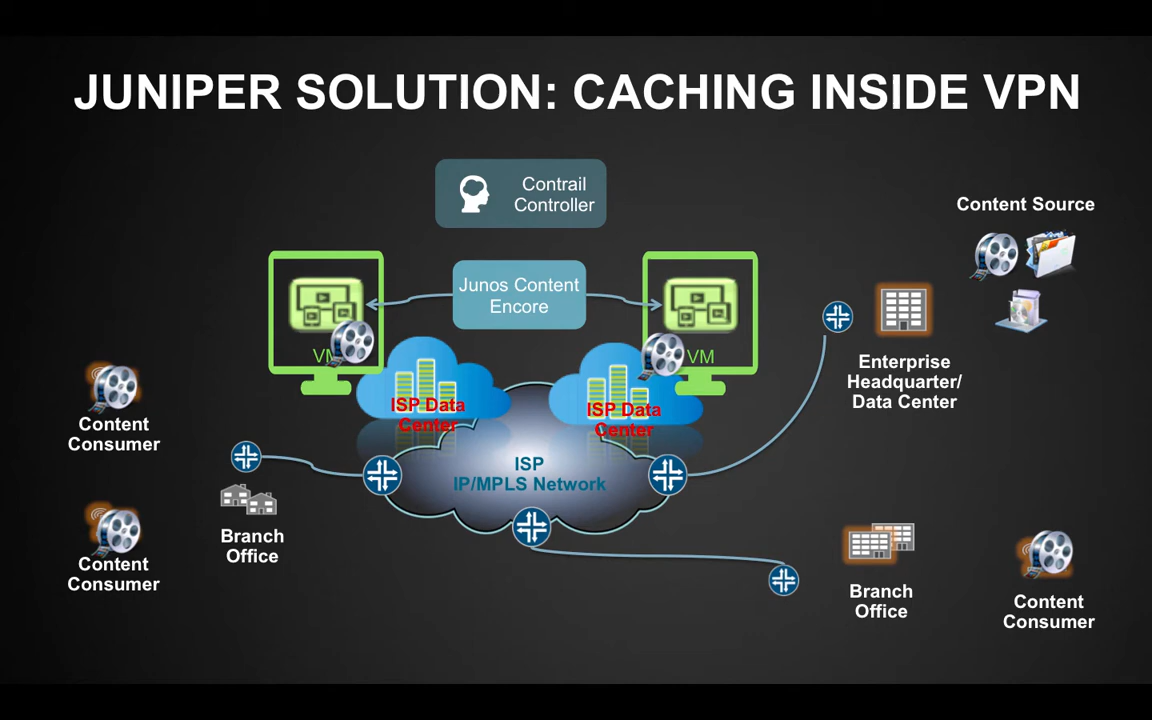 JUNIPER SOLUTION: CACHING INSIDE VPN
Contrail
Controller
Content Source
Junos Content
Encore
VM
VM
ISP Data
Center
ISP Data
Center
Enterprise
Headquarter/
Data Center
Content
Consumer
ISP
IP/MPLS Network
Branch
Office
Content
Consumer
Branch
Office
Content
Consumer